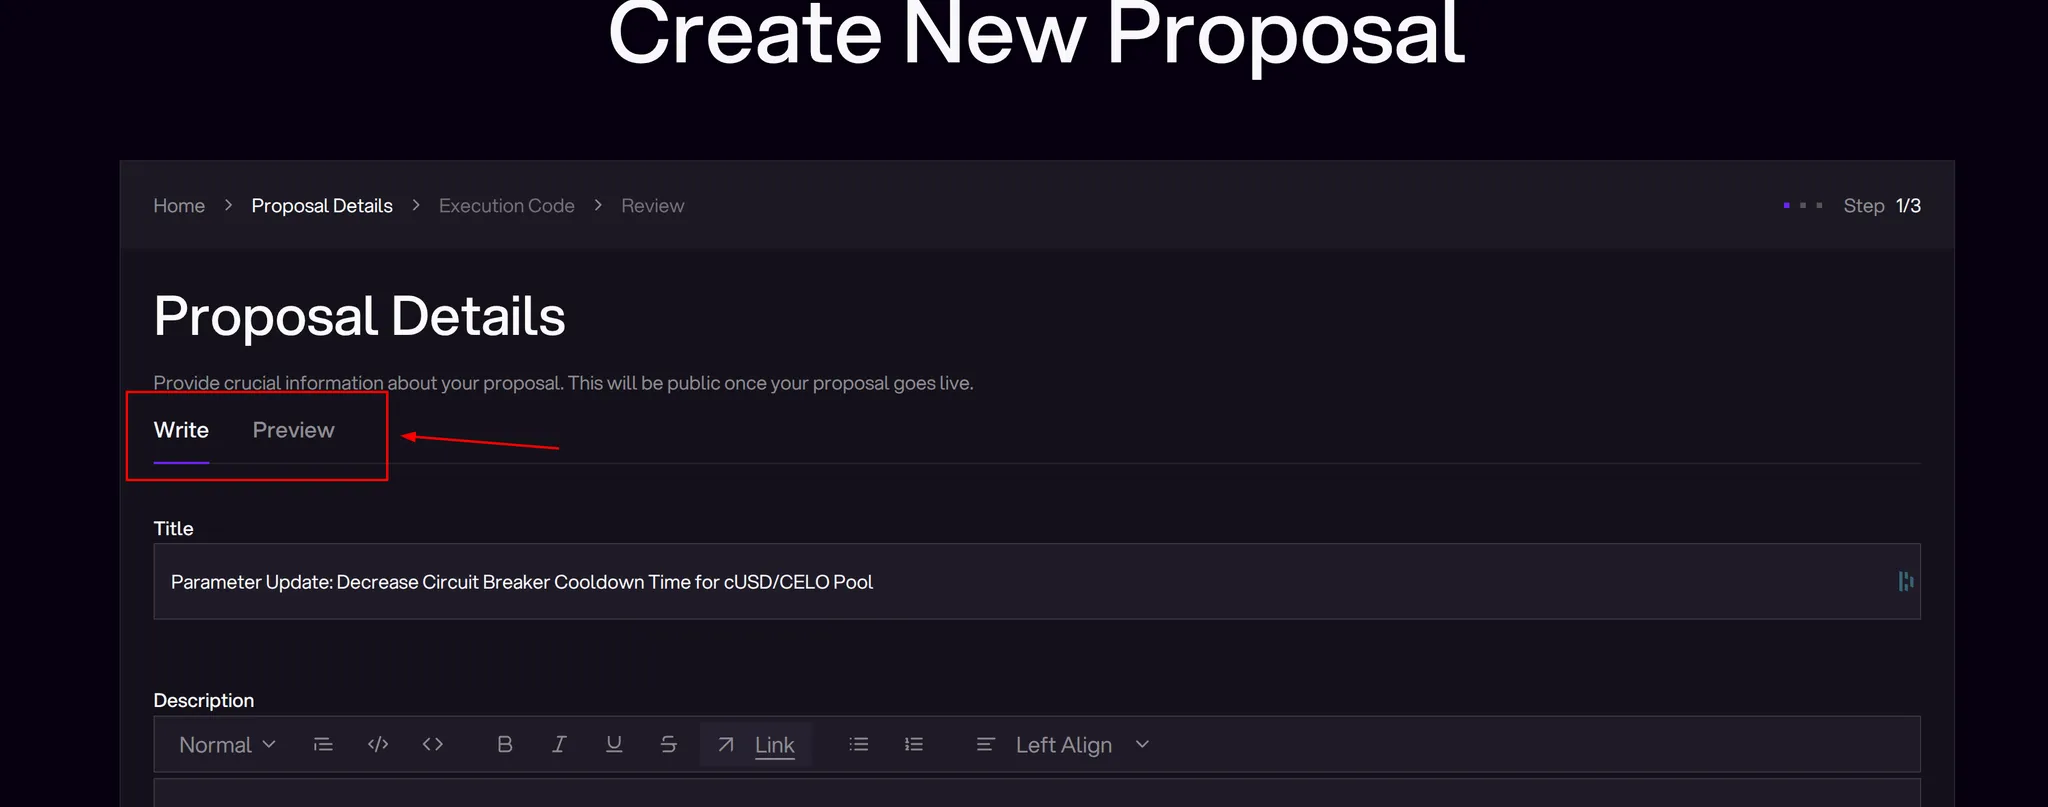 Create New Proposal
Home > Proposal Details > Execution Code > Review
Step 1/3
Proposal Details
Provide crucial information about your proposal. This will be public once your proposal goes live.
Write Preview
Title
Parameter Update: Decrease Circuit Breaker Cooldown Time for cUSD/CELO Pool
Description
Normal B I U S Link Left Align